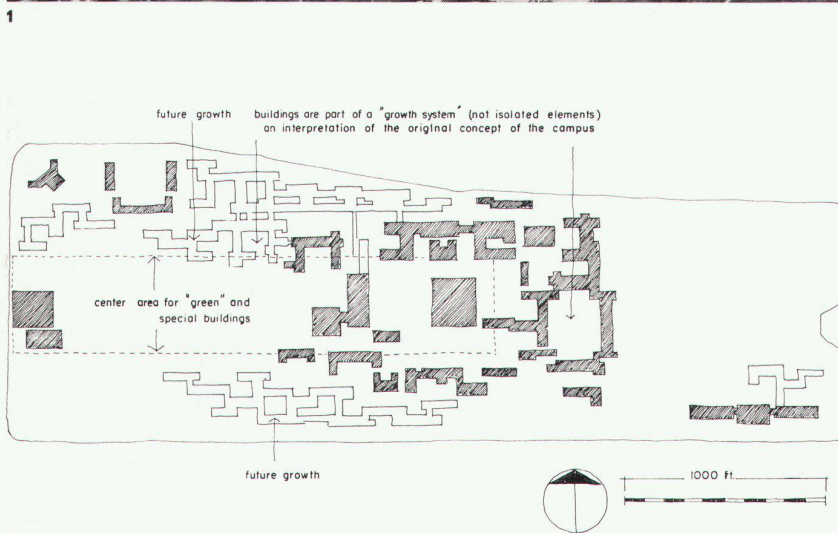 1
future growth
buildings are part of a "growth system" (not isolated elements)
an interpretation of the original concept of the campus
center area for "green" and
special buildings
future growth
1000 ft.